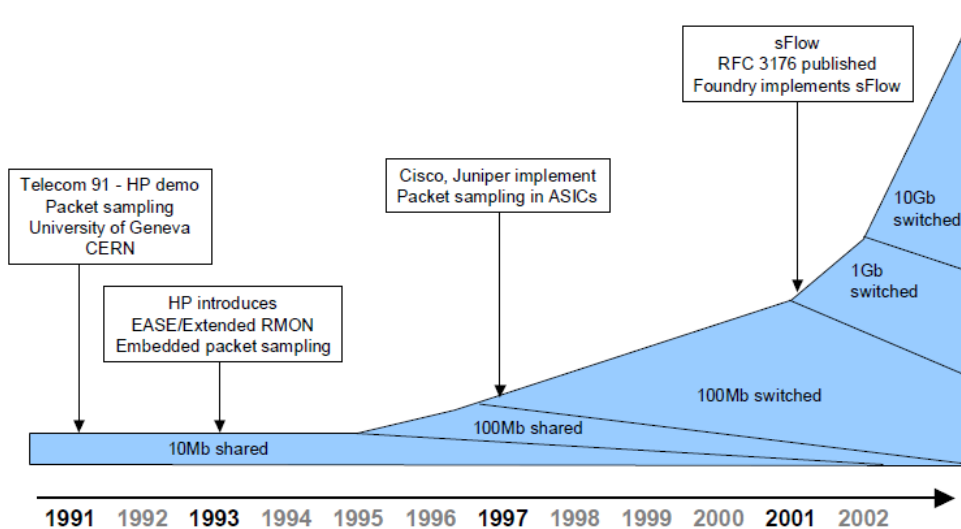 sFlow
RFC 3176 published
Foundry implements sFlow
Cisco, Juniper implement
Packet sampling in ASICs
Telecom 91 - HP demo
Packet sampling
University of Geneva
CERN
HP introduces
EASE/Extended RMON
Embedded packet sampling
10Gb
switched
1Gb
switched
100Mb switched
100Mb shared
10Mb shared
1991 1992 1993 1994 1995 1996 1997 1998 1999 2000 2001 2002